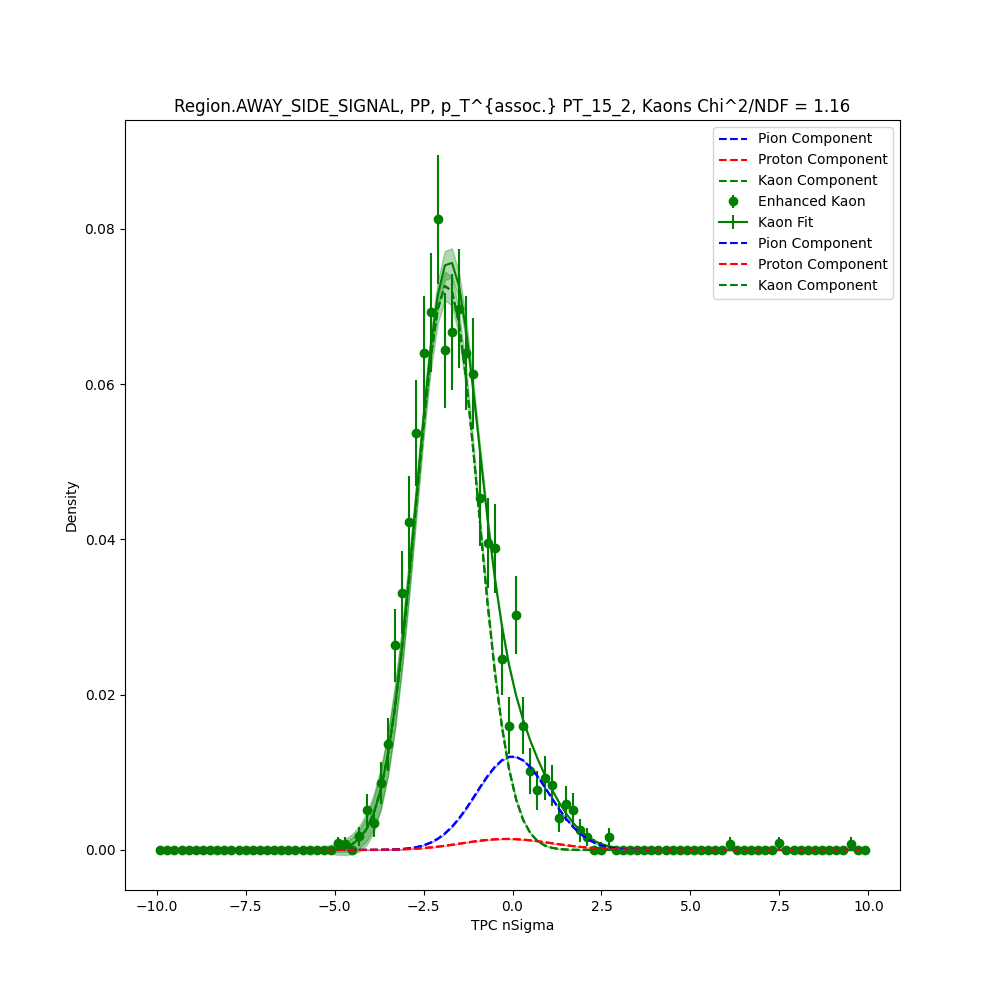 Region.AWAY_SIDE_SIGNAL, PP, p_T^{assoc.} PT_15_2, Kaons Chi^2/NDF = 1.16
Pion Component
Proton Component
Kaon Component
Enhanced Kaon
Kaon Fit
Pion Component
Proton Component
Kaon Component
0.08
0.06
0.04
0.02
0.00
Density
−10.0 −7.5 −5.0 −2.5 0.0 2.5 5.0 7.5 10.0
TPC nSigma